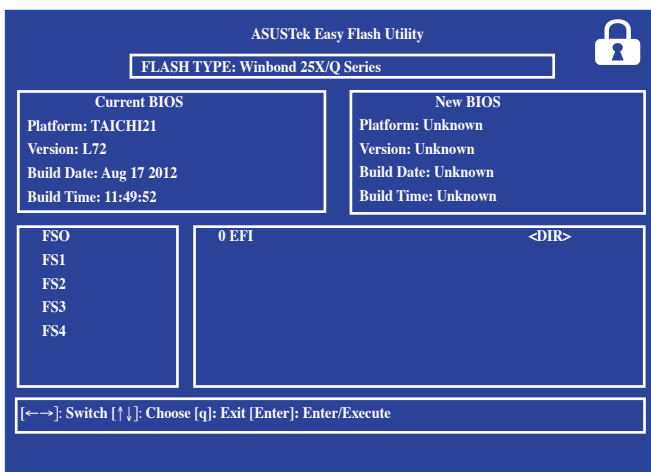 ASUSTek Easy Flash Utility
FLASH TYPE: Winbond 25X/Q Series
Current BIOS
Platform: TAICHI21
Version: L72
Build Date: Aug 17 2012
Build Time: 11:49:52
New BIOS
Platform: Unknown
Version: Unknown
Build Date: Unknown
Build Time: Unknown
FSO
FS1
FS2
FS3
FS4
0 EFI <DIR>
[←→]: Switch [↑↓]: Choose [q]: Exit [Enter]: Enter/Execute